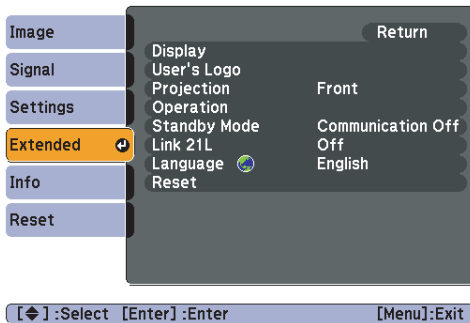 Image
Signal
Settings
Extended
Info
Reset
Return
Display
User's Logo
Projection Front
Operation
Standby Mode Communication Off
Link 21L Off
Language English
Reset
[◆] :Select [Enter] :Enter [Menu]:Exit